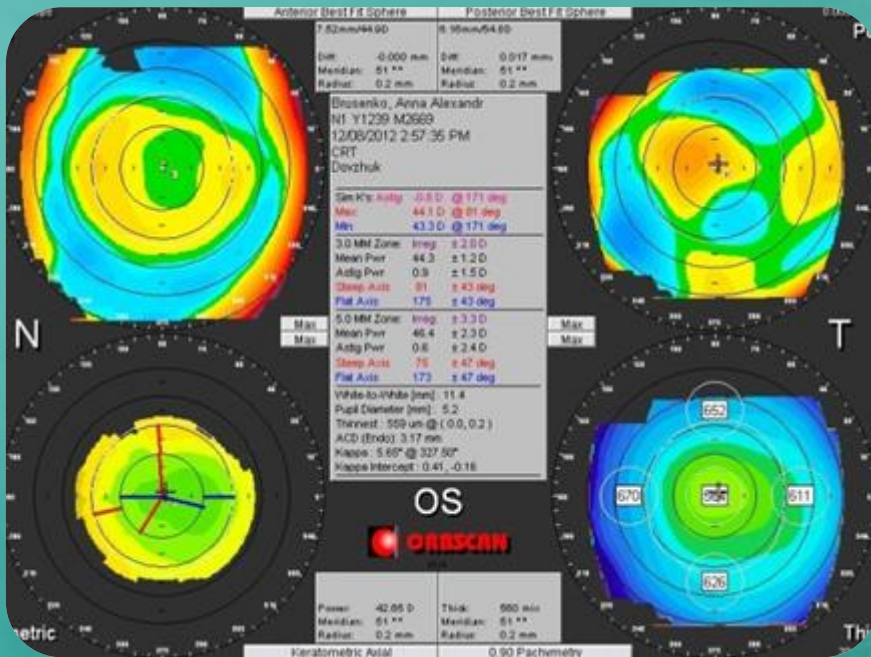 Anterior Best Fit Sphere
Posterior Best Fit Sphere
7.52mm/44.9D
6.16mm/54.8D
Diff: -0.000 mm
Meridian: 51 **
Radius: 0.2 mm
Diff: 0.017 mm
Meridian: 51 **
Radius: 0.2 mm
Brusenko, Anna Alexandr
N1 Y1239 M2669
12/08/2012 2:57:35 PM
CRT
Dovzhuk
Sim K's: Astig: -0.8 D @ 171 deg
Max: 44.1 D @ 81 deg
Min: 43.3 D @ 171 deg
3.0 MM Zone: Irreg: ± 2.0 D
Mean Pwr 44.3 ± 1.2 D
Astig Pwr 0.9 ± 1.5 D
Steep Axis 81 ± 43 deg
Flat Axis 175 ± 43 deg
5.0 MM Zone: Irreg: ± 3.3 D
Mean Pwr 46.4 ± 2.3 D
Astig Pwr 0.6 ± 2.4 D
Steep Axis 76 ± 47 deg
Flat Axis 173 ± 47 deg
White-to-White [mm]: 11.4
Pupil Diameter [mm]: 5.2
Thinnest: 559 um @ ( 0.0, 0.2 )
ACD (Endo): 3.17 mm
Kappa: 5.65° @ 327.50°
Kappa Intercept: 0.41, -0.16
N
T
Max
Max
Max
Max
OS
ORBSCAN
652
670
611
626
Power: 42.65 D
Meridian: 51 **
Radius: 0.2 mm
Thick: 560 mic
Meridian: 51 **
Radius: 0.2 mm
etric
Keratometric Axial
0.90 Pachymetry